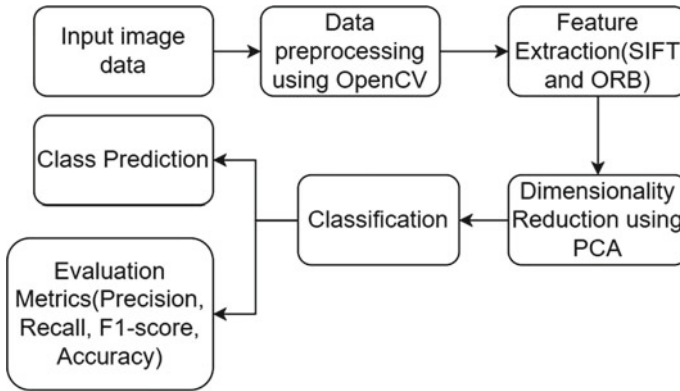 Input image
data
Data
preprocessing
using OpenCV
Feature
Extraction(SIFT
and ORB)
Dimensionality
Reduction using
PCA
Classification
Class Prediction
Evaluation
Metrics(Precision,
Recall, F1-score,
Accuracy)